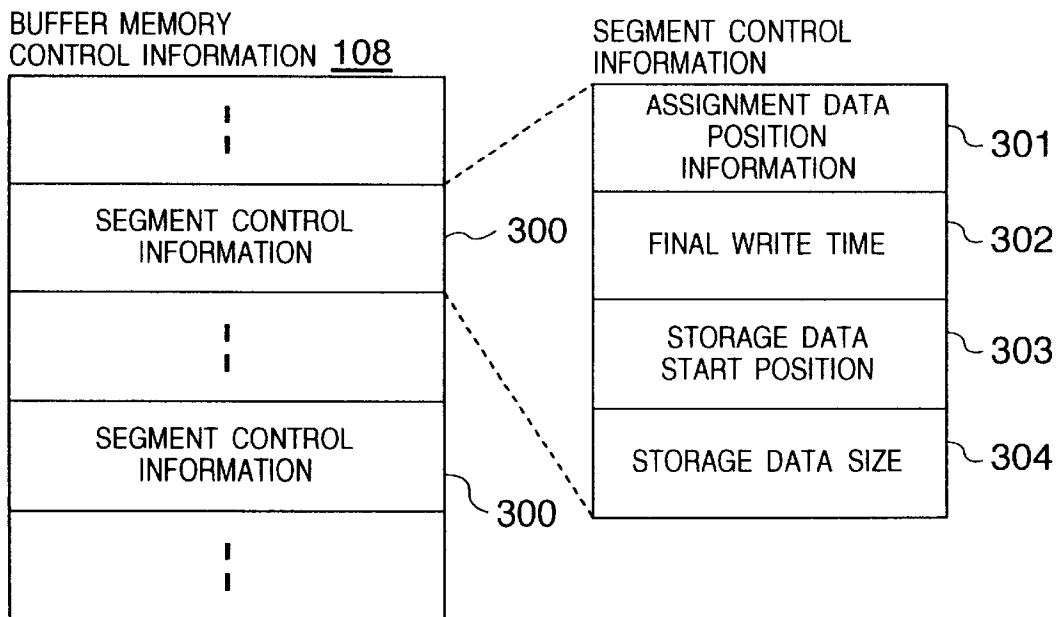 BUFFER MEMORY
CONTROL INFORMATION 108
SEGMENT CONTROL
INFORMATION
300
SEGMENT CONTROL
INFORMATION
300
SEGMENT CONTROL
INFORMATION
ASSIGNMENT DATA
POSITION
INFORMATION
301
FINAL WRITE TIME
302
STORAGE DATA
START POSITION
303
STORAGE DATA SIZE
304